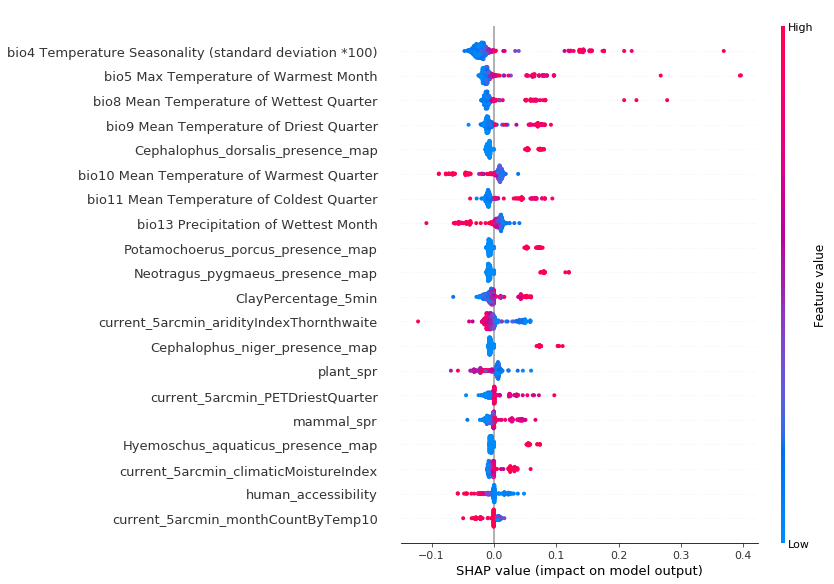 High
bio4 Temperature Seasonality (standard deviation *100)
bio5 Max Temperature of Warmest Month
bio8 Mean Temperature of Wettest Quarter
bio9 Mean Temperature of Driest Quarter
Cephalophus_dorsalis_presence_map
bio10 Mean Temperature of Warmest Quarter
bio11 Mean Temperature of Coldest Quarter
bio13 Precipitation of Wettest Month
Potamochoerus_porcus_presence_map
Neotragus_pygmaeus_presence_map
ClayPercentage_5min
current_5arcmin_aridityIndexThornthwaite
Cephalophus_niger_presence_map
plant_spr
current_5arcmin_PETDriestQuarter
mammal_spr
Hyemoschus_aquaticus_presence_map
current_5arcmin_climaticMoistureIndex
human_accessibility
current_5arcmin_monthCountByTemp10
Feature value
Low
−0.1 0.0 0.1 0.2 0.3 0.4
SHAP value (impact on model output)